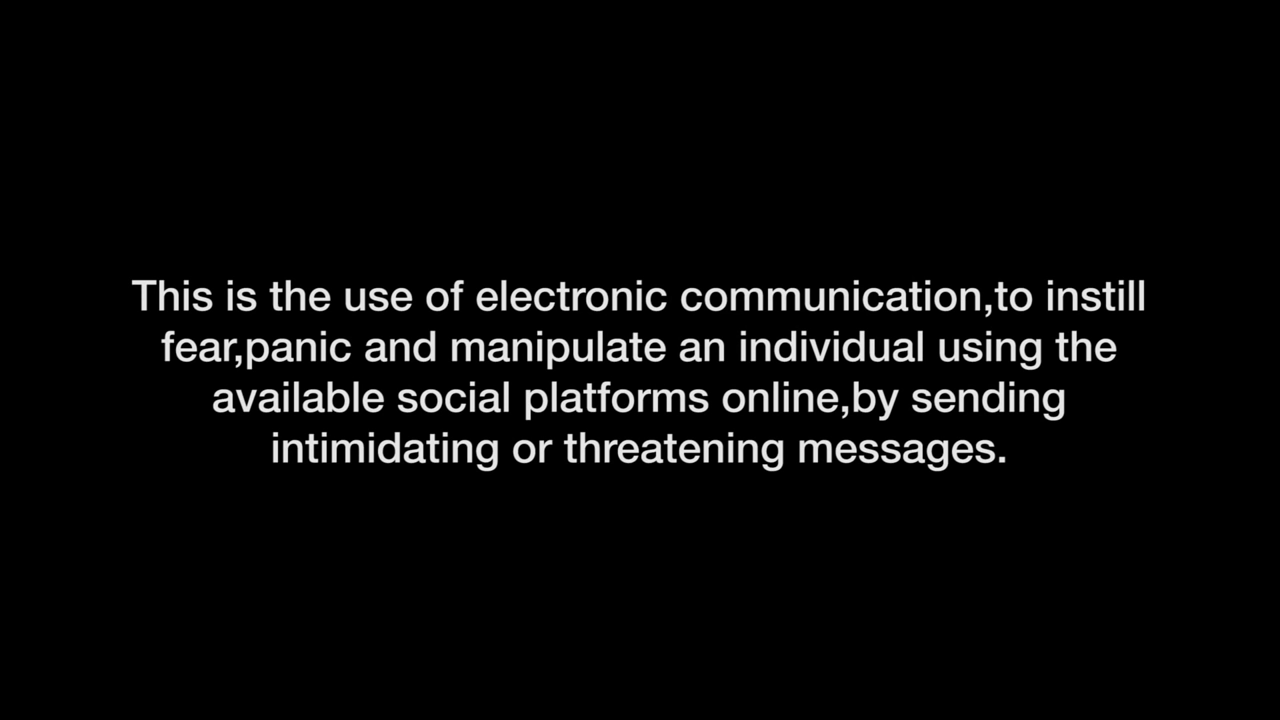 This is the use of electronic communication,to instill
fear,panic and manipulate an individual using the
available social platforms online,by sending
intimidating or threatening messages.